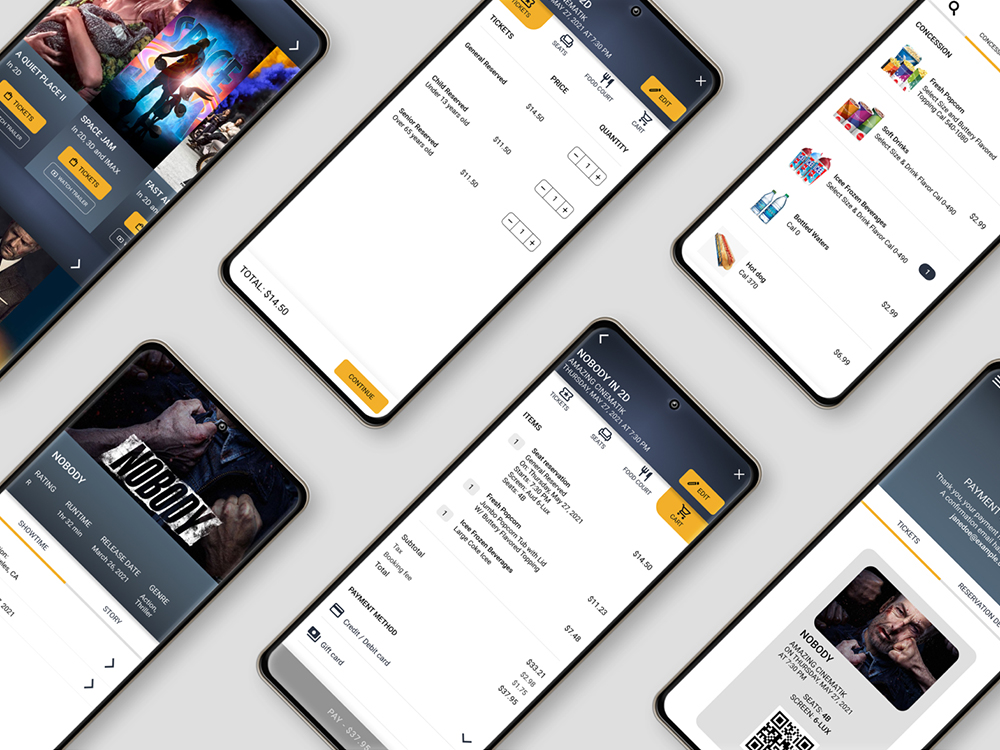 A QUIET PLACE II
In 2D
TICKETS
WATCH TRAILER
SPACE JAM
In 2D, 3D and IMAX
TICKETS
WATCH TRAILER
FAST
In 2D
SPACE
IN 2D
MAY 27, 2021 AT 7:30 PM
TICKETS
SEATS
FOOD COURT
EDIT
CART
TICKETS
PRICE
QUANTITY
General Reserved
$14.50
1
Child Reserved
Under 13 years old
$11.50
1
Senior Reserved
Over 65 years old
$11.50
1
TOTAL: $14.50
CONTINUE
CONCESSION
Fresh Popcorn
Select Size and Buttery Flavored
Topping Cal 540-1080
Soft Drinks
Select Size & Drink Flavor Cal 0-490
$2.99
Icee Frozen Beverages
Select Size & Drink Flavor Cal 0-490
1
Bottled Waters
Cal 0
$2.99
Hot dog
Cal 370
$6.99
NOBODY
NOBODY
RATING
R
RUNTIME
1hr 32 min
RELEASE DATE
March 26, 2021
GENRE
Action,
Thriller
SHOWTIME
STORY
CA
2021
NOBODY IN 2D
AMAZING CINEMATIK
THURSDAY, MAY 27, 2021 AT 7:30 PM
TICKETS
SEATS
FOOD COURT
EDIT
CART
ITEMS
1
Seat reservation
General Reserved
On: Thursday, May 27, 2021
Starts: 7:30 PM
Screen: Aud 6-Lux
Seats: 4B
$14.50
1
Fresh Popcorn
Jumbo Popcorn Tub with Lid
W/ Buttery Flavored Topping
$11.23
1
Icee Frozen Beverages
Large Coke Icee
$7.48
Subtotal
$33.21
Tax
$2.98
Booking fee
$1.75
Total
$37.95
PAYMENT METHOD
Credit / Debit card
Gift card
PAY - $37.95
PAYMENT
Thank you, your payment
A confirmation email
janedoe@example.
TICKETS
RESERVATION
NOBODY
AMAZING CINEMATIK
ON THURSDAY, MAY 27, 2021
AT 7:30 PM
SEATS: 4B
SCREEN: 6-LUX